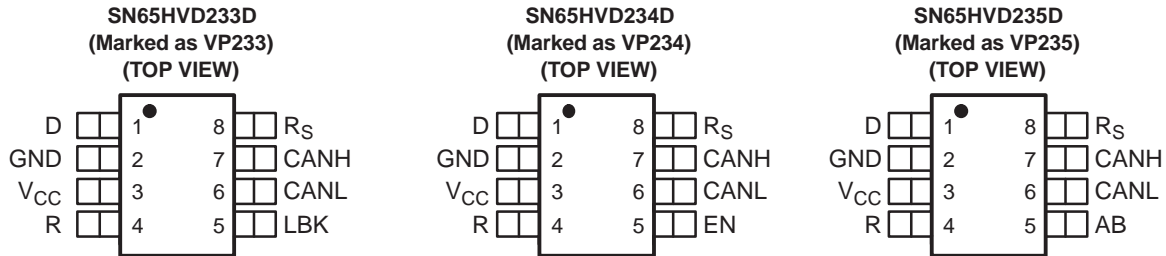 SN65HVD233D
(Marked as VP233)
(TOP VIEW)
D 1 8 RS
GND 2 7 CANH
VCC 3 6 CANL
R 4 5 LBK
SN65HVD234D
(Marked as VP234)
(TOP VIEW)
D 1 8 RS
GND 2 7 CANH
VCC 3 6 CANL
R 4 5 EN
SN65HVD235D
(Marked as VP235)
(TOP VIEW)
D 1 8 RS
GND 2 7 CANH
VCC 3 6 CANL
R 4 5 AB